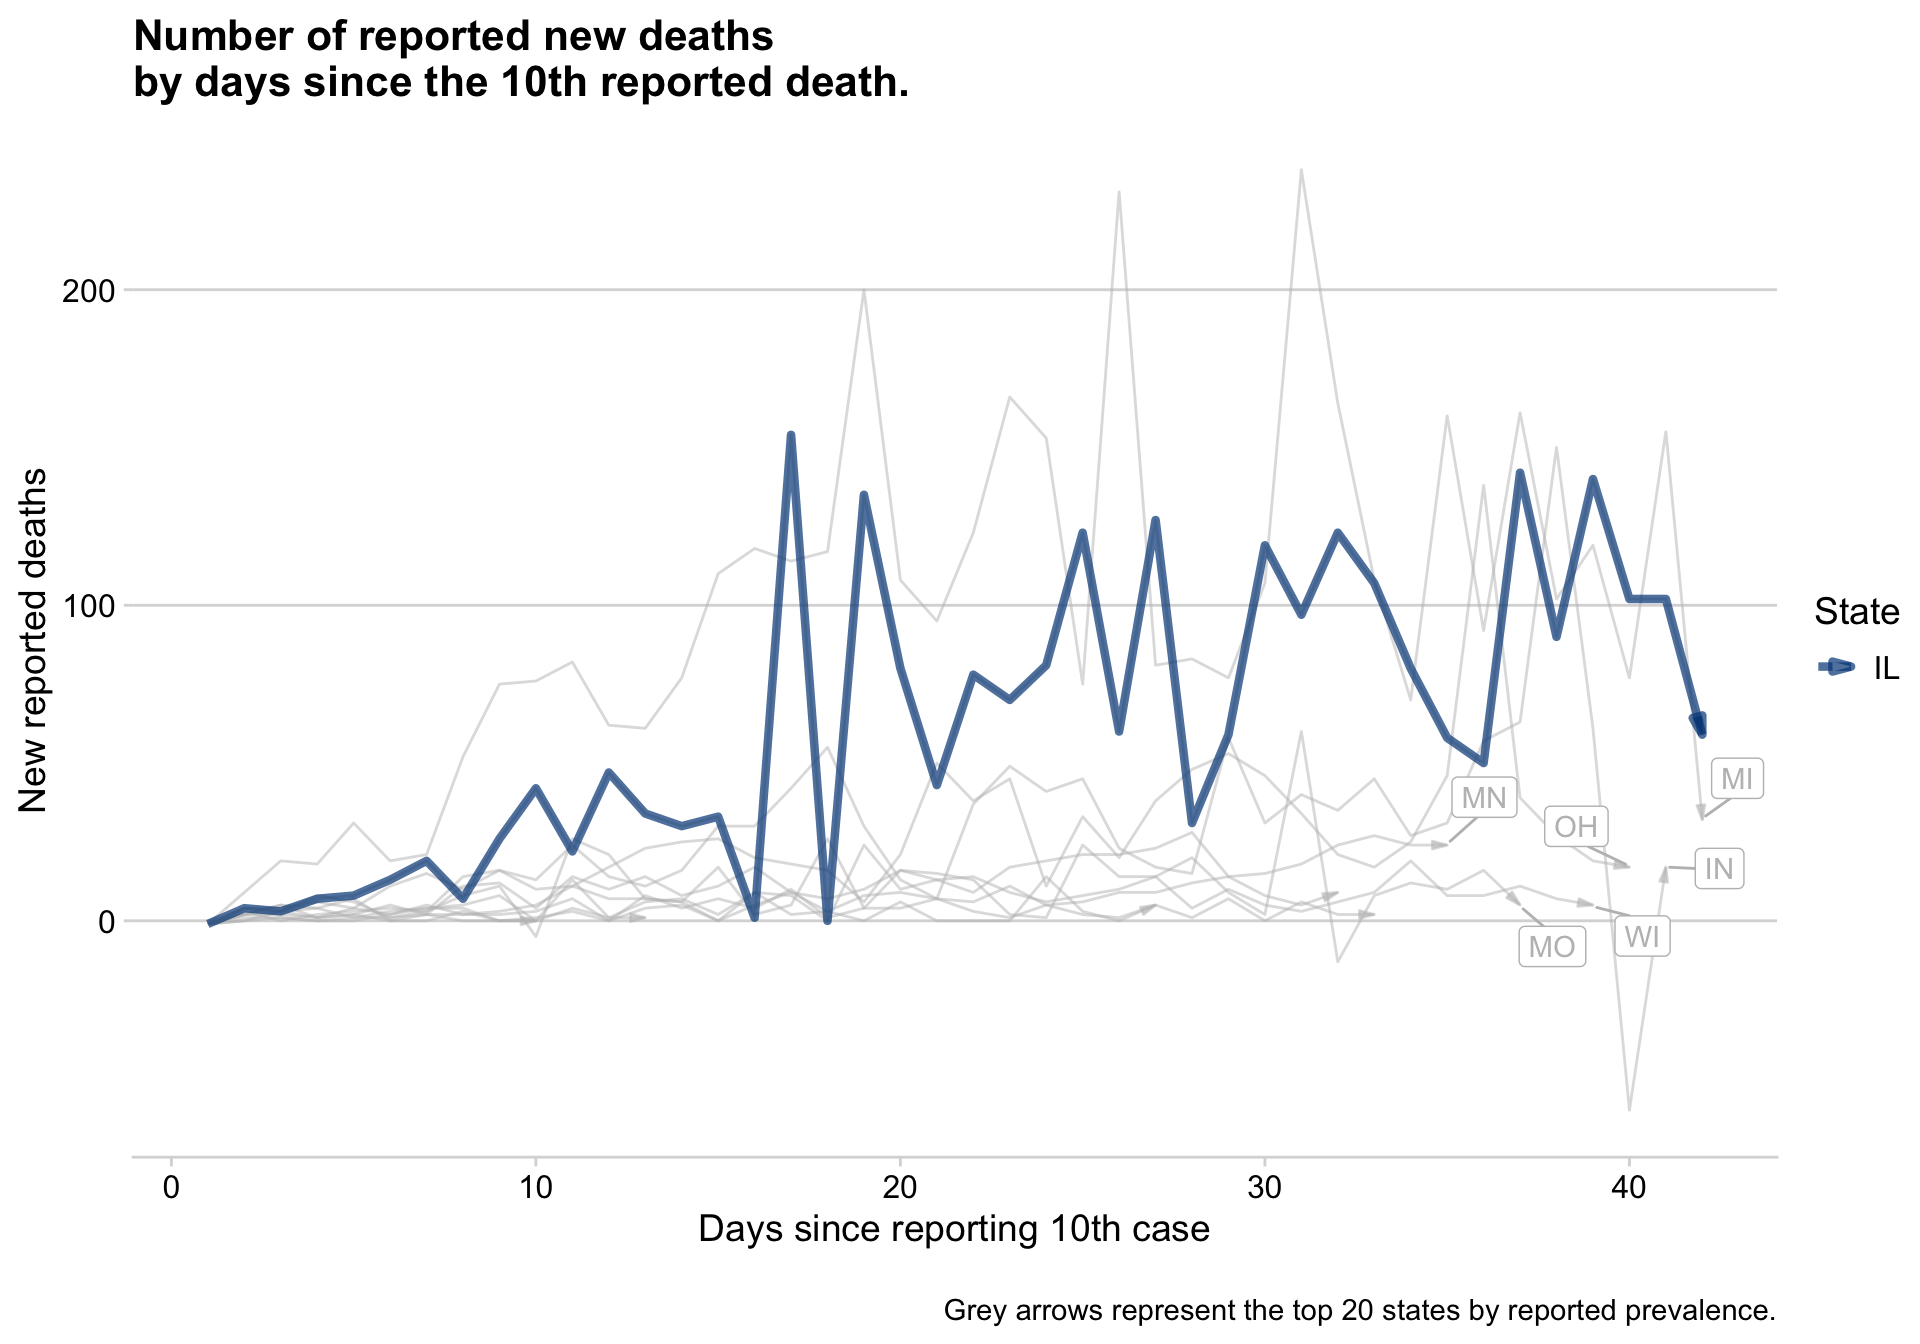 Number of reported new deaths
by days since the 10th reported death.
New reported deaths
200
100
0
MI
MN
OH
IN
WI
MO
State
IL
0 10 20 30 40
Days since reporting 10th case
Grey arrows represent the top 20 states by reported prevalence.